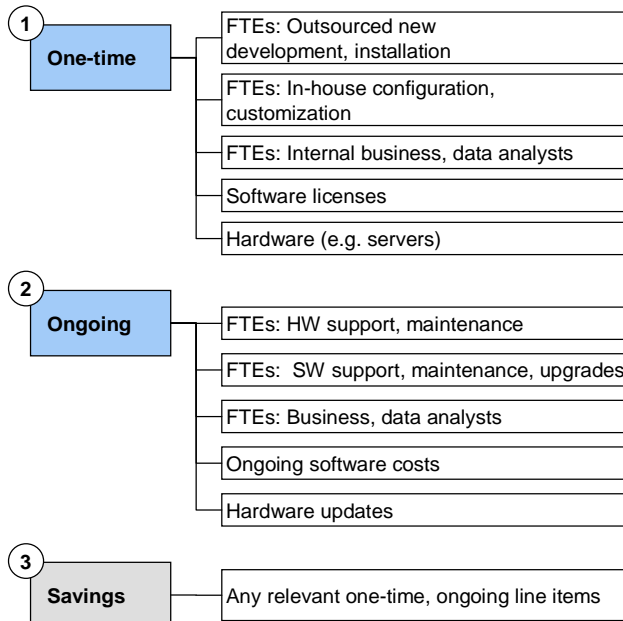 1
One-time
FTEs: Outsourced new
development, installation
FTEs: In-house configuration,
customization
FTEs: Internal business, data analysts
Software licenses
Hardware (e.g. servers)
2
Ongoing
FTEs: HW support, maintenance
FTEs:  SW support, maintenance, upgrades
FTEs: Business, data analysts
Ongoing software costs
Hardware updates
3
Savings
Any relevant one-time, ongoing line items